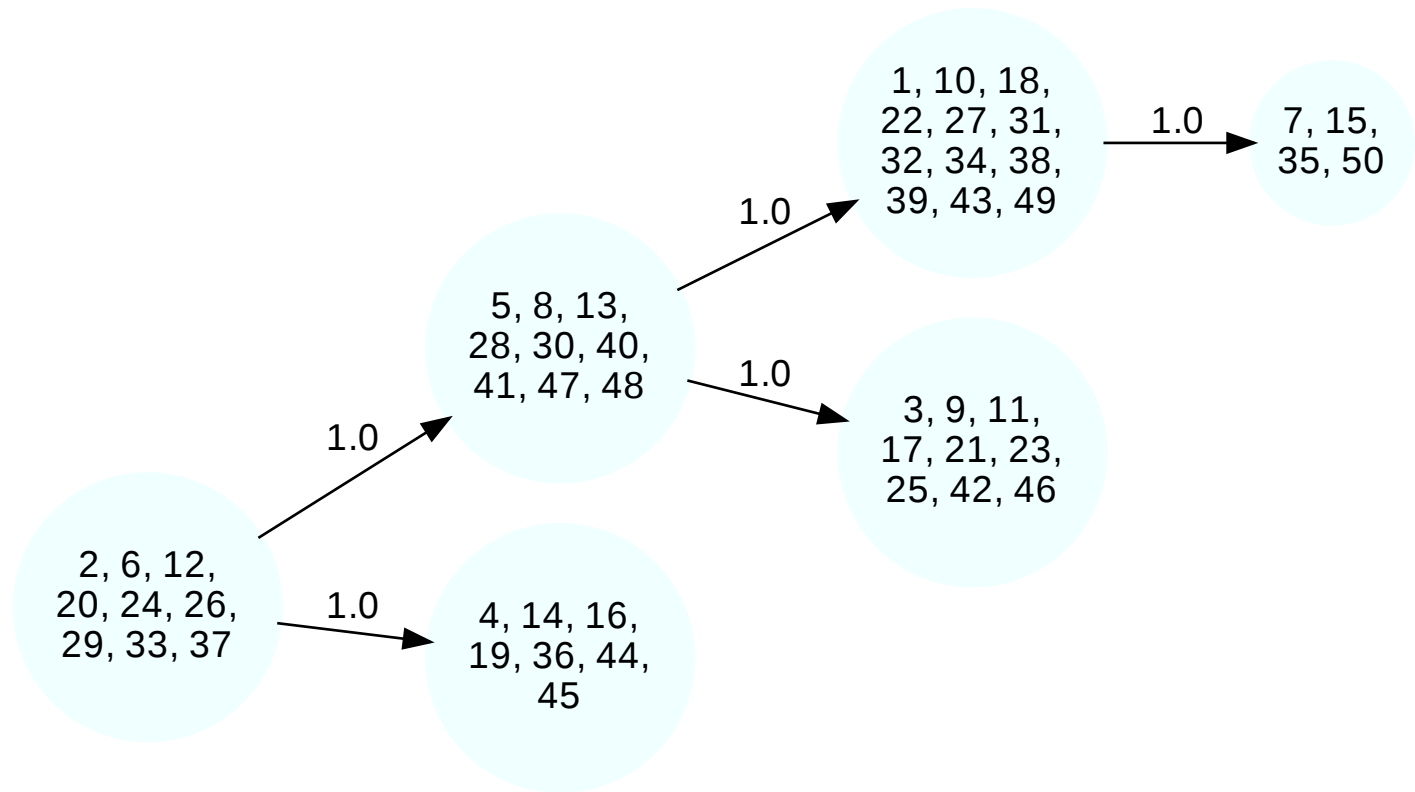 1, 10, 18,
22, 27, 31,
32, 34, 38,
39, 43, 49
1.0
7, 15,
35, 50
1.0
5, 8, 13,
28, 30, 40,
41, 47, 48
1.0
3, 9, 11,
17, 21, 23,
25, 42, 46
1.0
2, 6, 12,
20, 24, 26,
29, 33, 37
1.0
4, 14, 16,
19, 36, 44,
45